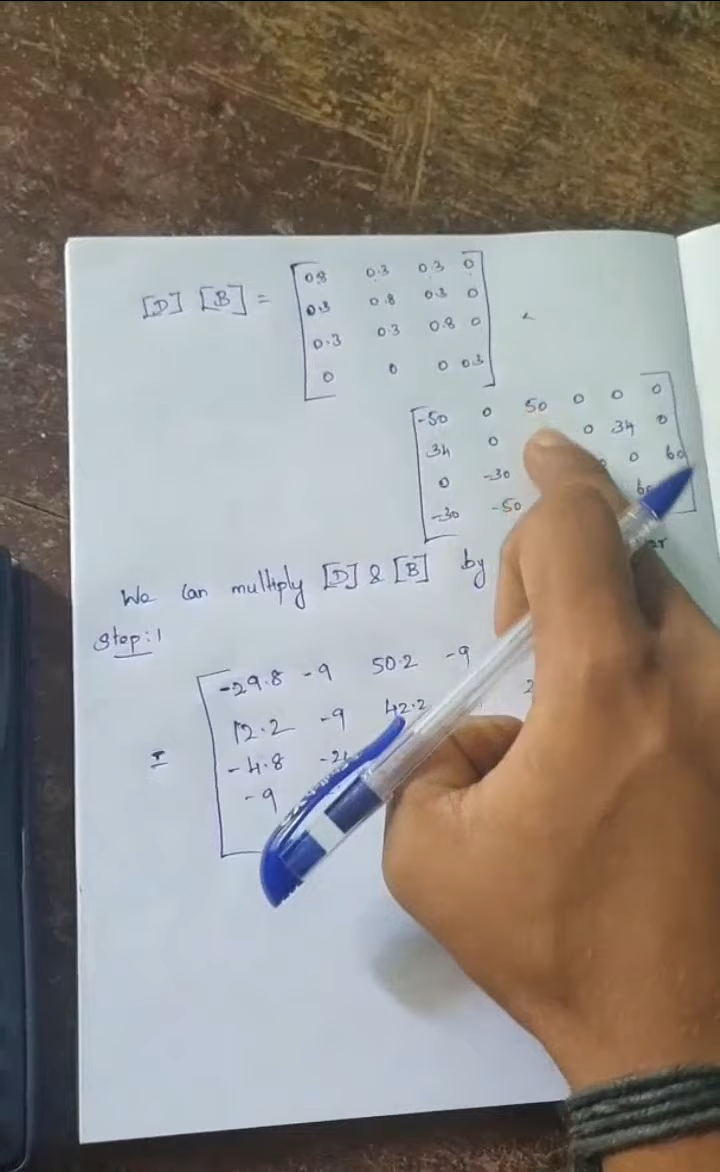 [D] [B] =
0.8 0.3 0.3 0
0.3 0.8 0.3 0
0.3 0.3 0.8 0
0 0 0 0.3
-50 0 50 0 0 0
34 0 0 34 0
0 -30 0 60
-30 -50 60
We can multiply [D] & [B] by
Step:1
-29.8 -9 50.2 -9
12.2 -9 42.2
-4.8
-9